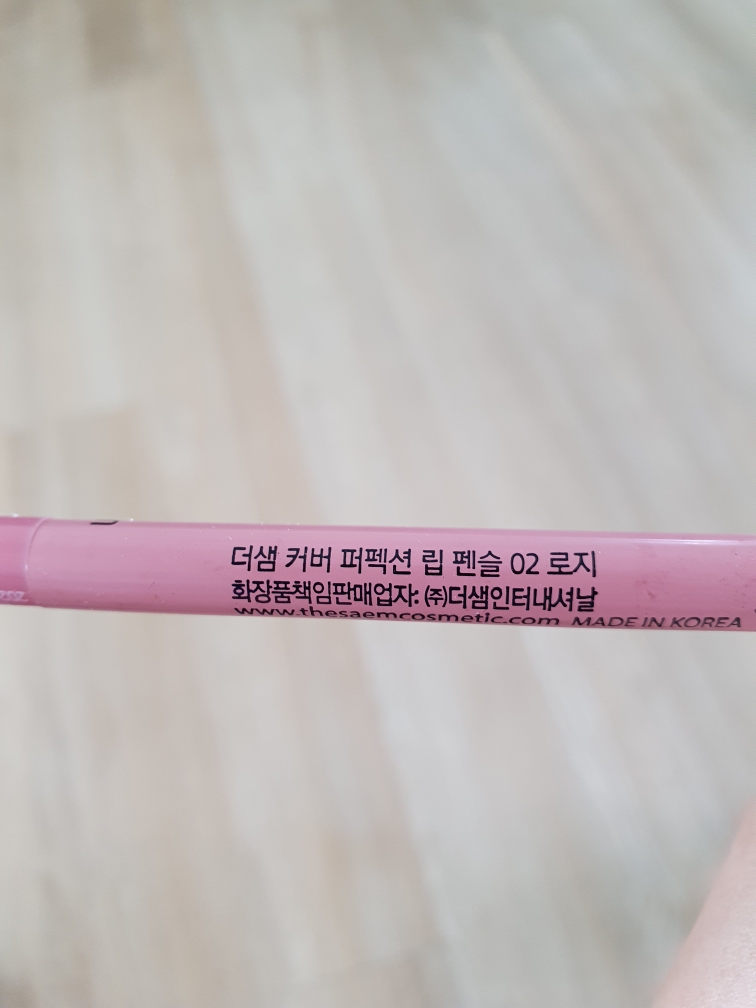 더샘 커버 퍼펙션 립 펜슬 02 로지
화장품책임판매업자: ㈜더샘인터내셔날
www.thesaemcosmetic.com MADE IN KOREA